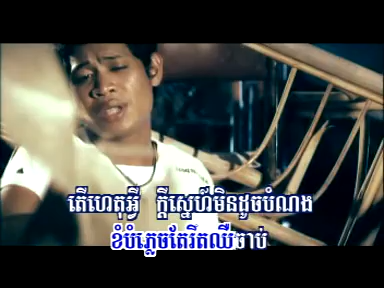 តើហេតុអ្វី ក្ដីស្នេហ៍មិនដូចបំណង
ខំបំភ្លេចតែរឹតឈឺចាប់